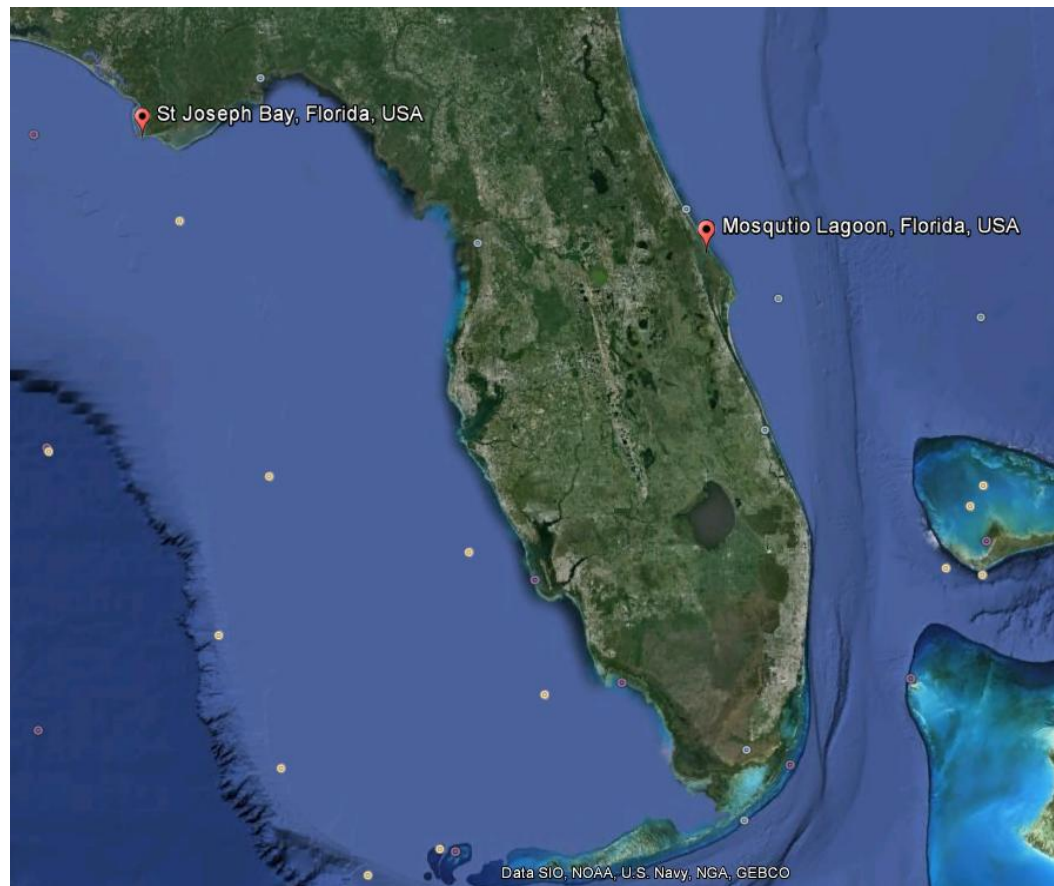 St Joseph Bay, Florida, USA
Mosqutio Lagoon, Florida, USA
Data SIO, NOAA, U.S. Navy, NGA, GEBCO